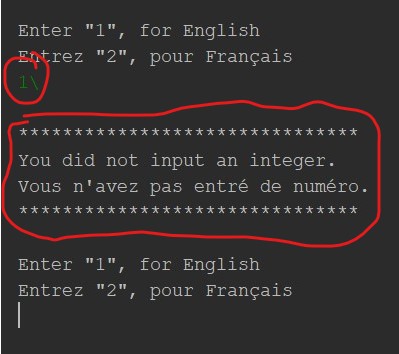 Enter "1", for English
Entrez "2", pour Français
1\
*******************************
You did not input an integer.
Vous n'avez pas entré de numéro.
*******************************
Enter "1", for English
Entrez "2", pour Français